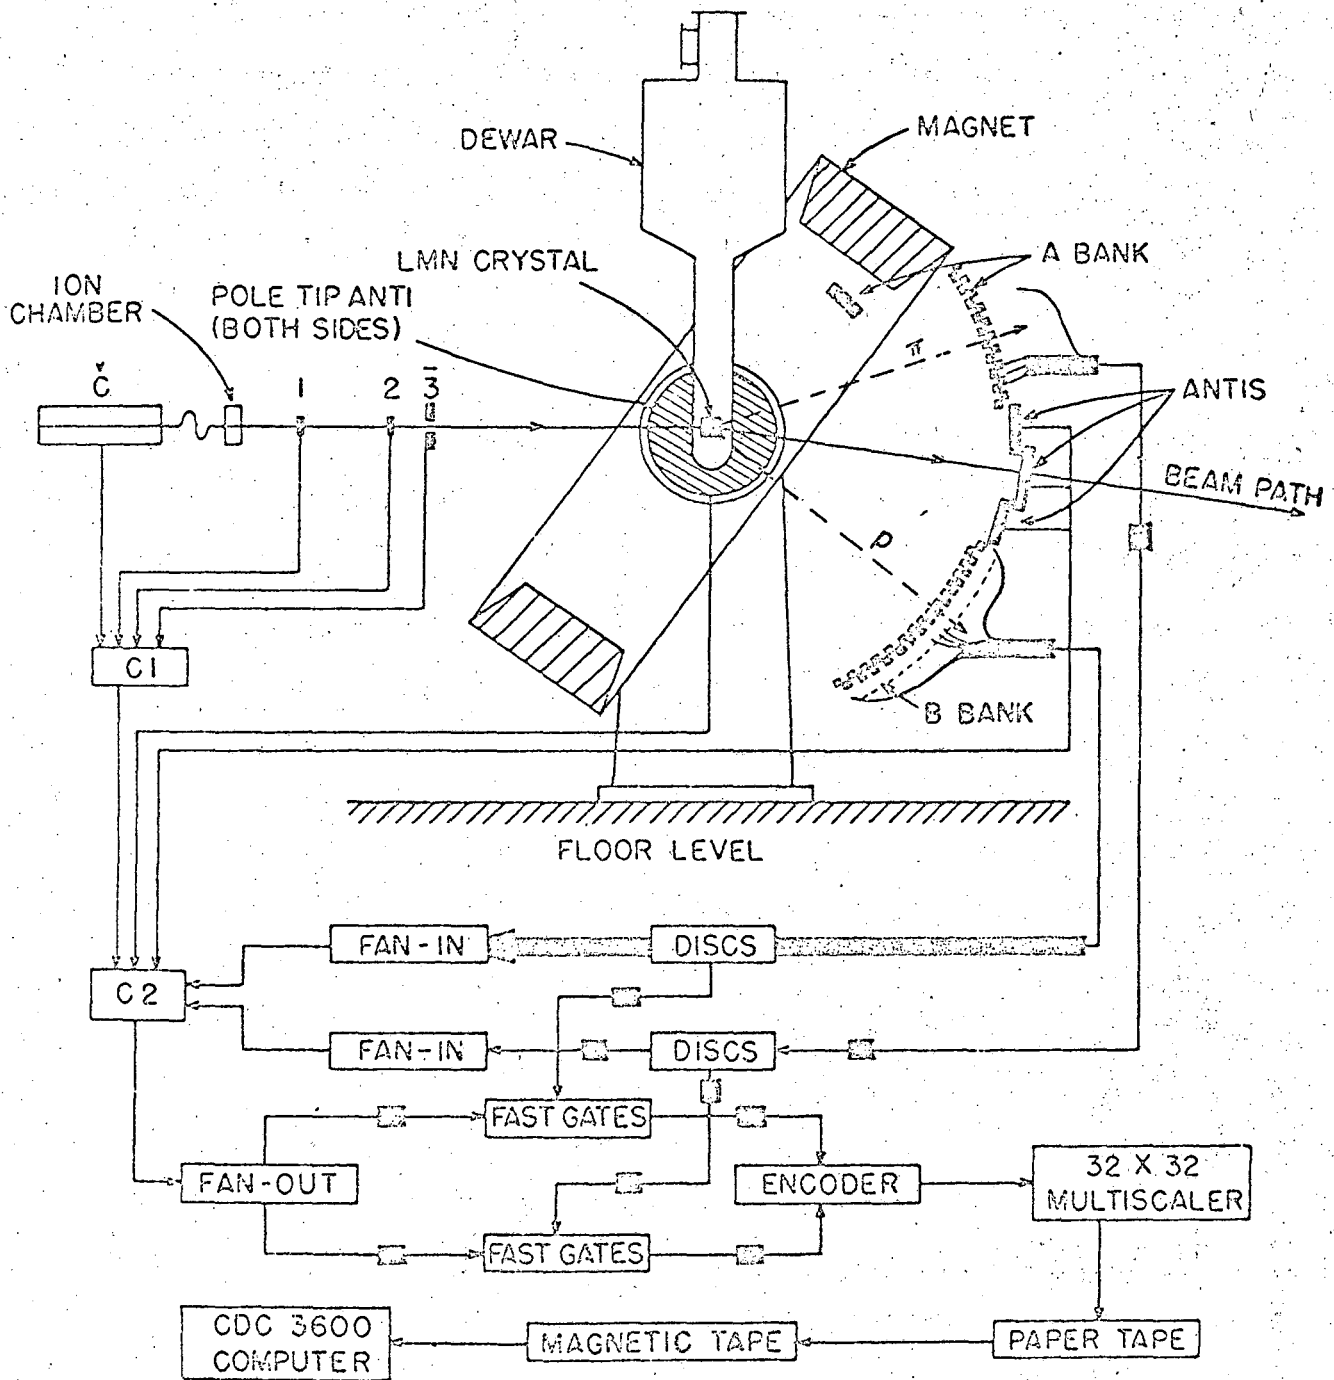 DEWAR
MAGNET
LMN CRYSTAL
A BANK
ION
CHAMBER
POLE TIP ANTI
(BOTH SIDES)
π
Č
1
2
3̅
ANTIS
BEAM PATH
P
C1
B BANK
FLOOR LEVEL
FAN-IN
DISCS
C2
FAN-IN
DISCS
FAST GATES
FAN-OUT
ENCODER
32 X 32
MULTISCALER
FAST GATES
CDC 3600
COMPUTER
MAGNETIC TAPE
PAPER TAPE